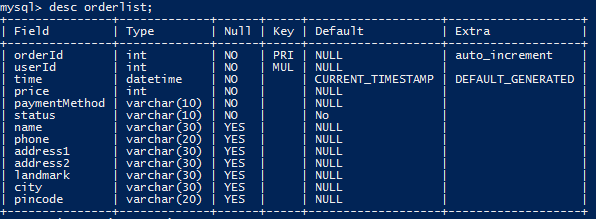 mysql> desc orderlist;
+---------------+-------------+------+-----+-------------------+-------------------+
| Field | Type | Null | Key | Default | Extra |
+---------------+-------------+------+-----+-------------------+-------------------+
| orderId | int | NO | PRI | NULL | auto_increment |
| userId | int | NO | MUL | NULL | |
| time | datetime | NO | | CURRENT_TIMESTAMP | DEFAULT_GENERATED |
| price | int | NO | | NULL | |
| paymentMethod | varchar(10) | NO | | NULL | |
| status | varchar(10) | NO | | No | |
| name | varchar(30) | YES | | NULL | |
| phone | varchar(20) | YES | | NULL | |
| address1 | varchar(30) | YES | | NULL | |
| address2 | varchar(30) | YES | | NULL | |
| landmark | varchar(30) | YES | | NULL | |
| city | varchar(30) | YES | | NULL | |
| pincode | varchar(20) | YES | | NULL | |
+---------------+-------------+------+-----+-------------------+-------------------+